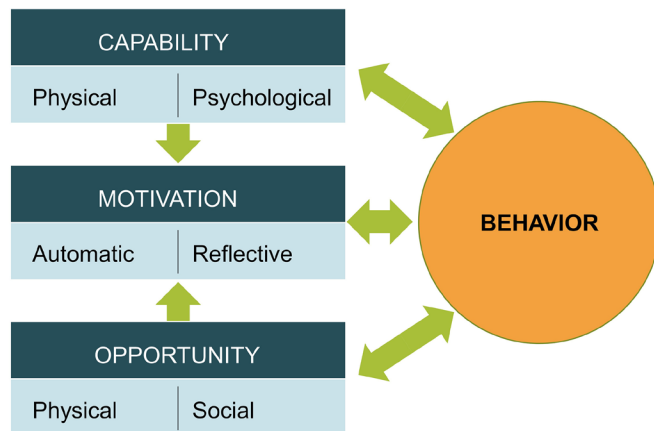 CAPABILITY
Physical Psychological
MOTIVATION
Automatic Reflective
BEHAVIOR
OPPORTUNITY
Physical Social